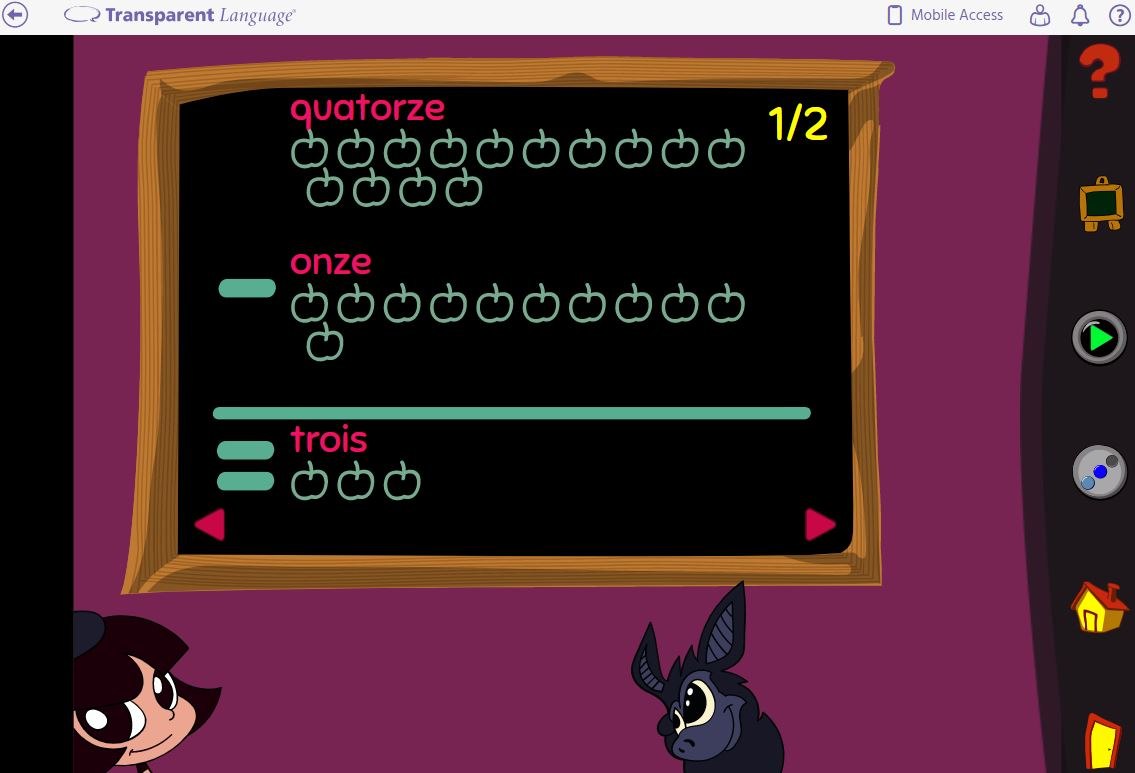 Transparent Language®
Mobile Access
?
quatorze
1/2
onze
trois
?